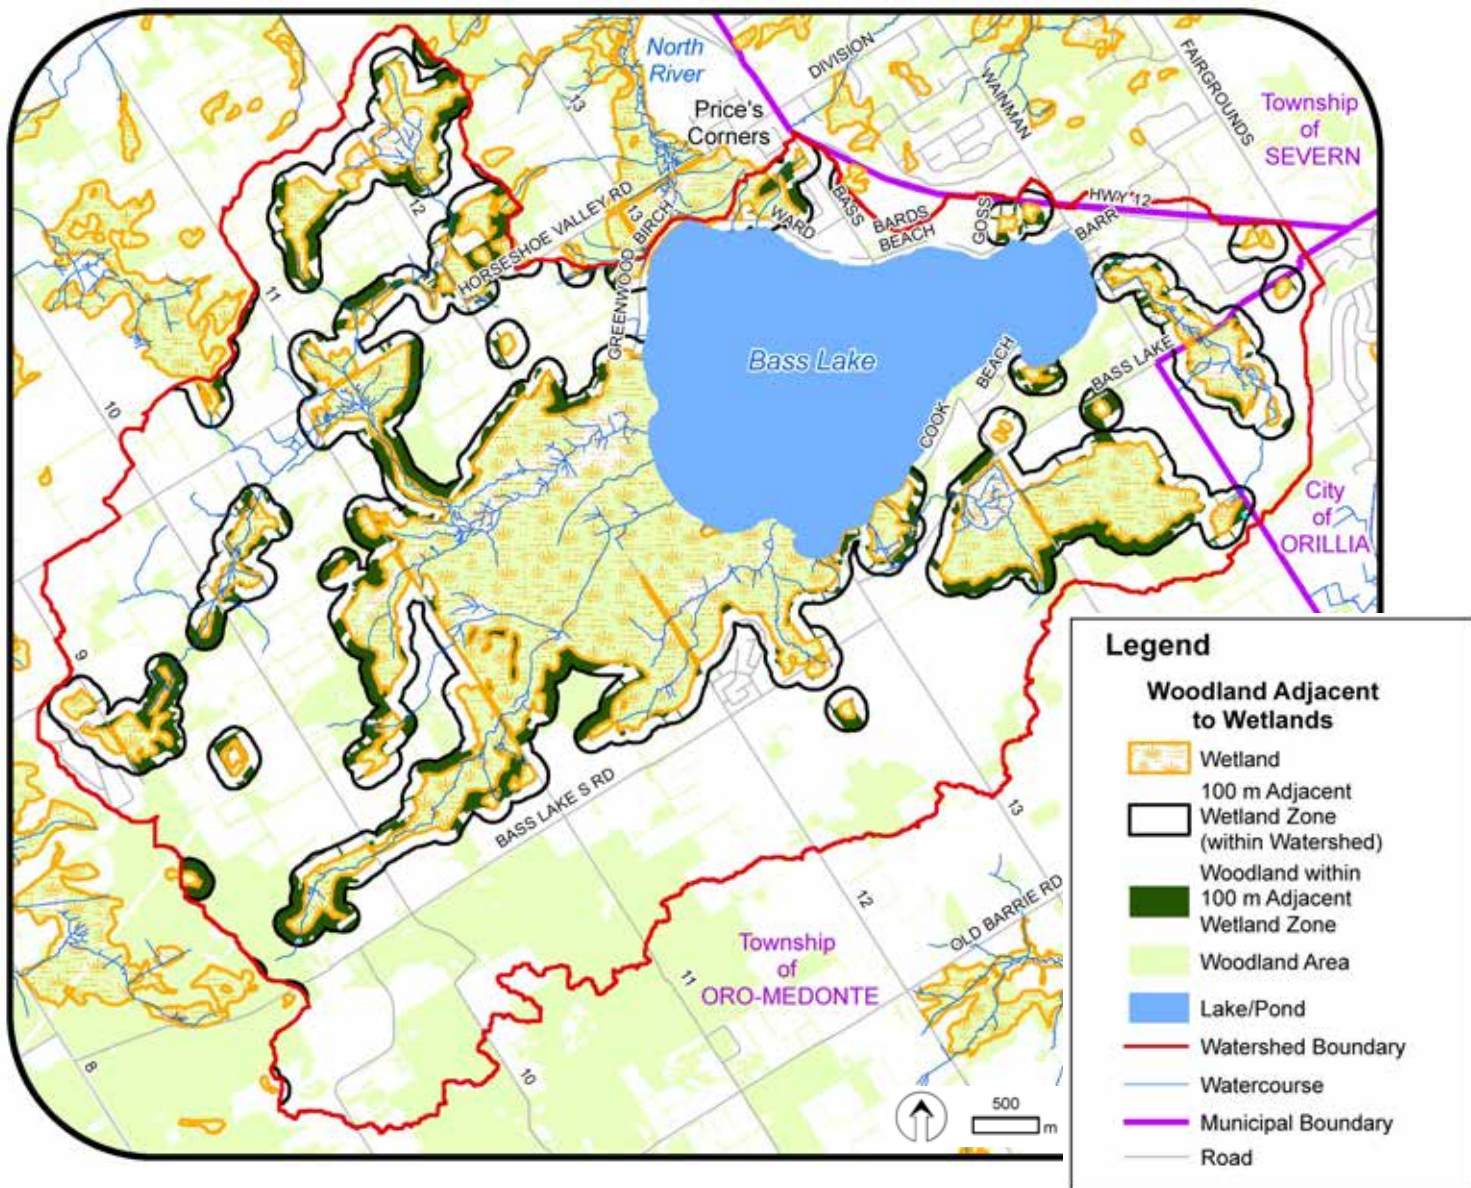 North
River
DIVISION
WAINMAN
FAIRGROUNDS
Township
of
SEVERN
Price's
Corners
13
12
HORSESHOE VALLEY RD
13
BIRCH
GREENWOOD
WARD
BASS
BARDS
BEACH
GOSS
HWY 12
BARR
11
10
Bass Lake
BEACH
COOK
BASS LAKE
City
of
ORILLIA
9
BASS LAKE S RD
13
12
OLD BARRIE RD
Township
of
ORO-MEDONTE
11
10
8
500
m
Legend
Woodland Adjacent
to Wetlands
Wetland
100 m Adjacent
Wetland Zone
(within Watershed)
Woodland within
100 m Adjacent
Wetland Zone
Woodland Area
Lake/Pond
Watershed Boundary
Watercourse
Municipal Boundary
Road